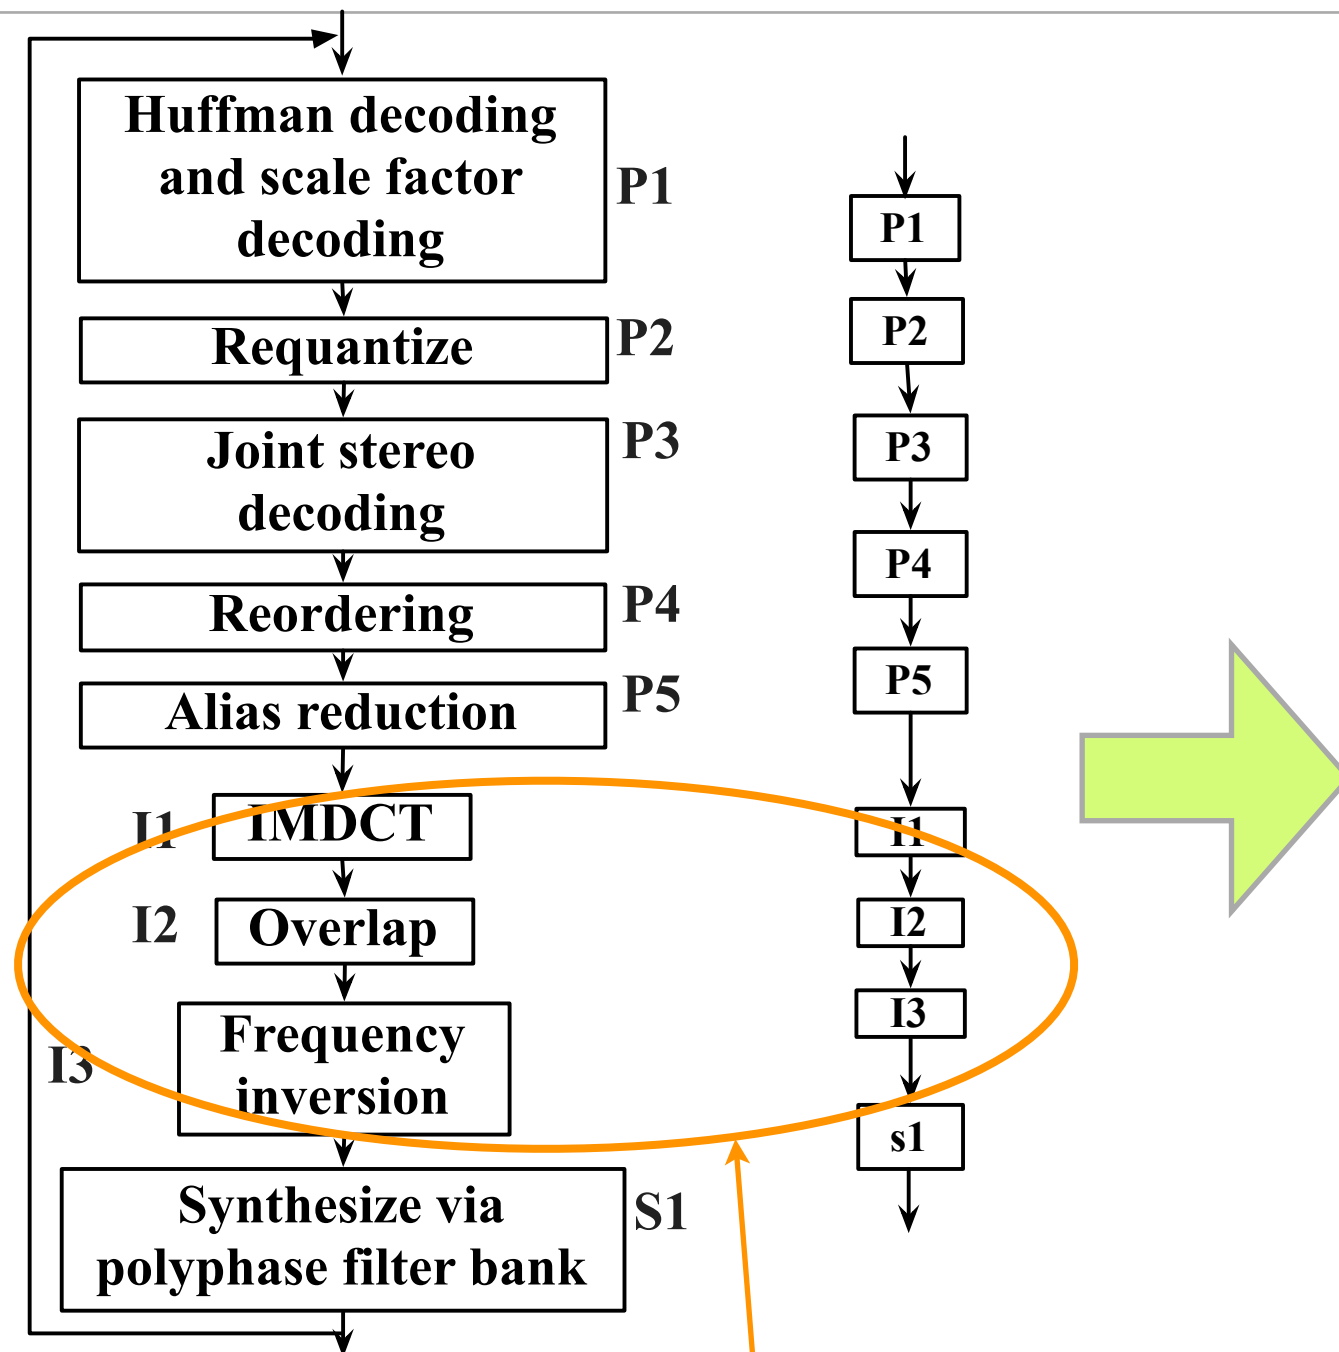 Huffman decoding
and scale factor
decoding
P1
Requantize
P2
Joint stereo
decoding
P3
Reordering
P4
Alias reduction
P5
I1
IMDCT
I2
Overlap
I3
Frequency
inversion
Synthesize via
polyphase filter bank
S1
P1
P2
P3
P4
P5
I1
I2
I3
s1